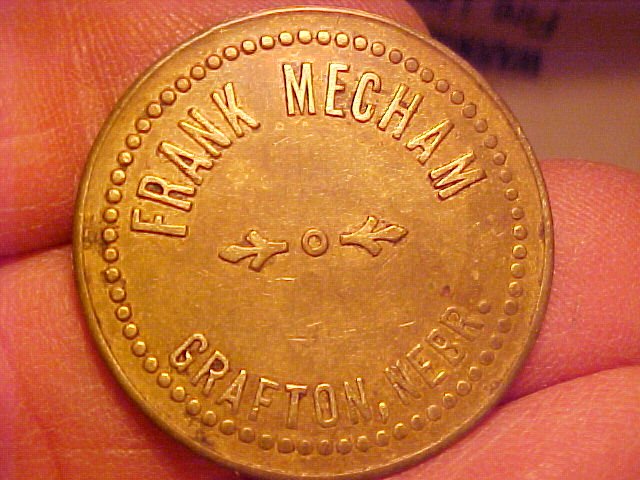 FRANK MECHAM
GRAFTON, NEBR.